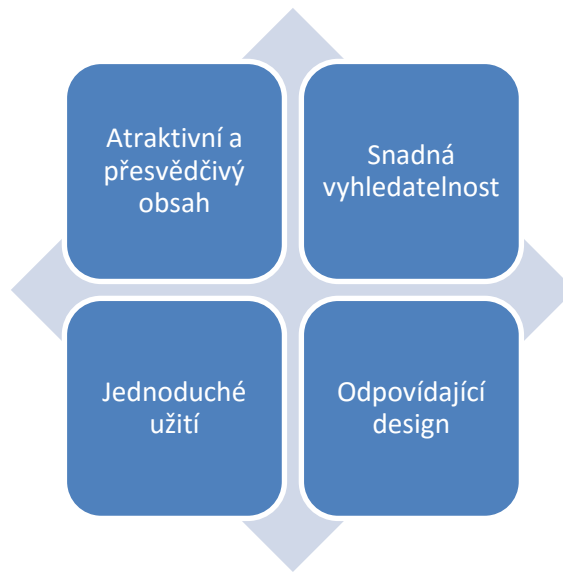 Atraktivní a
přesvědčivý
obsah
Snadná
vyhledatelnost
Jednoduché
užití
Odpovídající
design